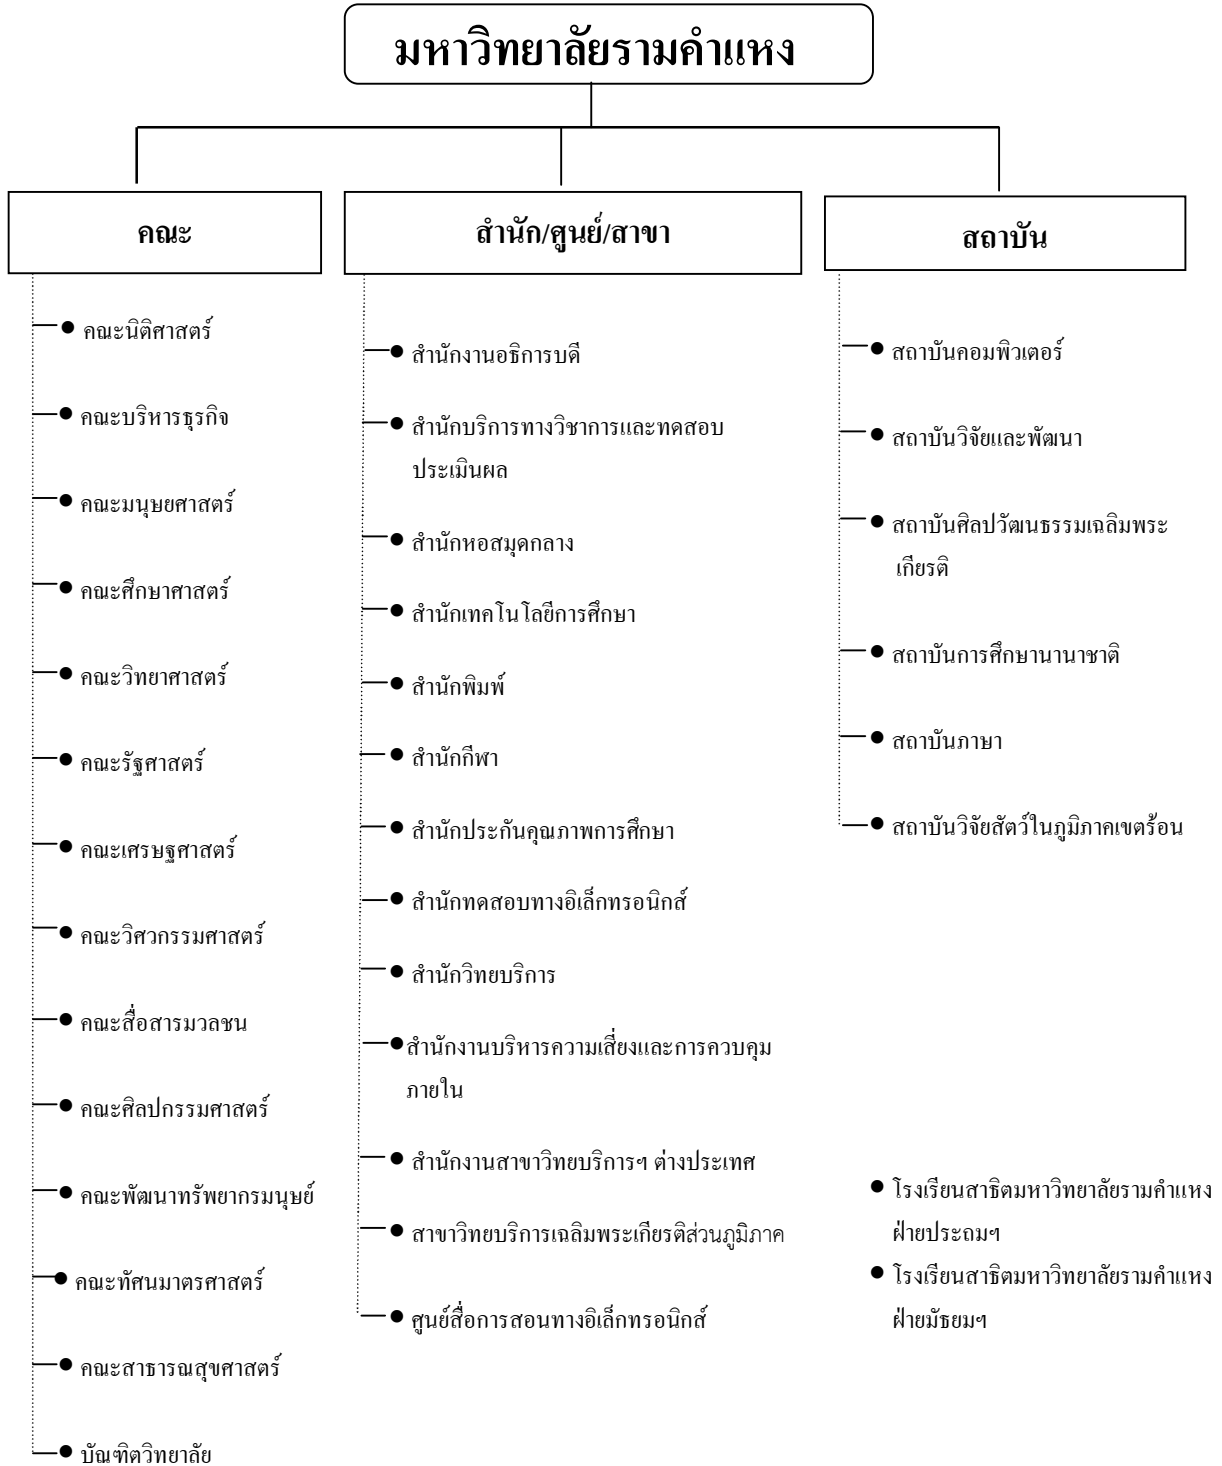 มหาวิทยาลัยรามคำแหง
คณะ
คณะนิติศาสตร์
คณะบริหารธุรกิจ
คณะมนุษยศาสตร์
คณะศึกษาศาสตร์
คณะวิทยาศาสตร์
คณะรัฐศาสตร์
คณะเศรษฐศาสตร์
คณะวิศวกรรมศาสตร์
คณะสื่อสารมวลชน
คณะศิลปกรรมศาสตร์
คณะพัฒนาทรัพยากรมนุษย์
คณะทัศนมาตรศาสตร์
คณะสาธารณสุขศาสตร์
บัณฑิตวิทยาลัย
สำนัก/ศูนย์/สาขา
สำนักงานอธิการบดี
สำนักบริการทางวิชาการและทดสอบ
ประเมินผล
สำนักหอสมุดกลาง
สำนักเทคโนโลยีการศึกษา
สำนักพิมพ์
สำนักกีฬา
สำนักประกันคุณภาพการศึกษา
สำนักทดสอบทางอิเล็กทรอนิกส์
สำนักวิทยบริการ
สำนักงานบริหารความเสี่ยงและการควบคุม
ภายใน
สำนักงานสาขาวิทยบริการฯ ต่างประเทศ
สาขาวิทยบริการเฉลิมพระเกียรติส่วนภูมิภาค
ศูนย์สื่อการสอนทางอิเล็กทรอนิกส์
สถาบัน
สถาบันคอมพิวเตอร์
สถาบันวิจัยและพัฒนา
สถาบันศิลปวัฒนธรรมเฉลิมพระ
เกียรติ
สถาบันการศึกษานานาชาติ
สถาบันภาษา
สถาบันวิจัยสัตว์ในภูมิภาคเขตร้อน
โรงเรียนสาธิตมหาวิทยาลัยรามคำแหง
ฝ่ายประถมฯ
โรงเรียนสาธิตมหาวิทยาลัยรามคำแหง
ฝ่ายมัธยมฯ